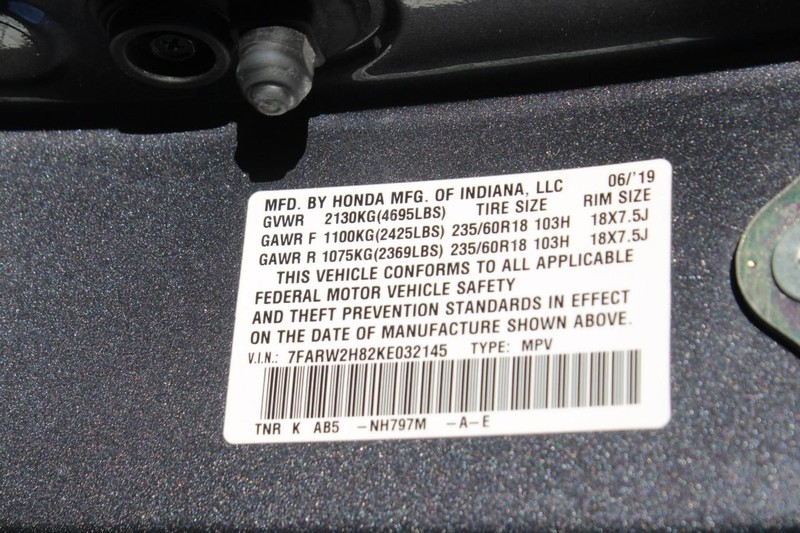 MFD. BY HONDA MFG. OF INDIANA, LLC 06/'19
GVWR 2130KG(4695LBS) TIRE SIZE RIM SIZE
GAWR F 1100KG(2425LBS) 235/60R18 103H 18X7.5J
GAWR R 1075KG(2369LBS) 235/60R18 103H 18X7.5J
THIS VEHICLE CONFORMS TO ALL APPLICABLE
FEDERAL MOTOR VEHICLE SAFETY
AND THEFT PREVENTION STANDARDS IN EFFECT
ON THE DATE OF MANUFACTURE SHOWN ABOVE.
V.I.N.: 7FARW2H82KE032145 TYPE: MPV
TNR K AB5 -NH797M -A-E